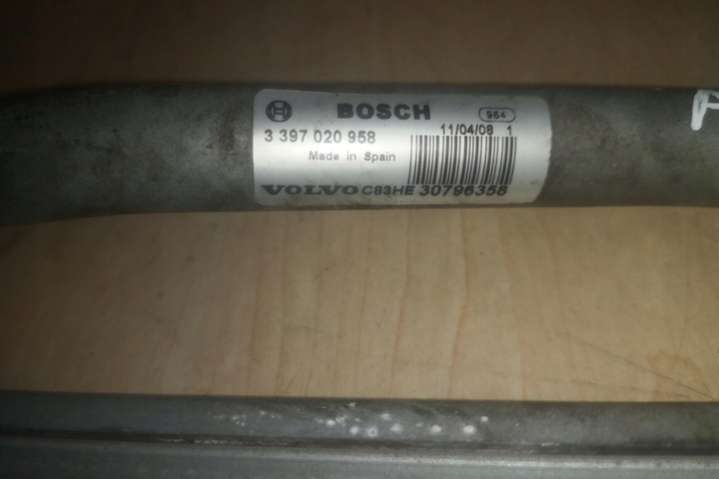 BOSCH 964
3 397 020 958 11/04/08 1
Made in Spain
VOLVO C83HE 30796358